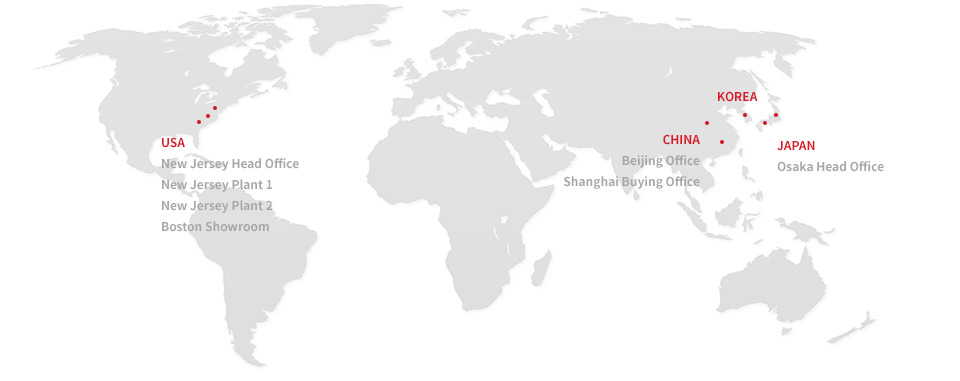 KOREA
USA
New Jersey Head Office
New Jersey Plant 1
New Jersey Plant 2
Boston Showroom
CHINA
Beijing Office
Shanghai Buying Office
JAPAN
Osaka Head Office